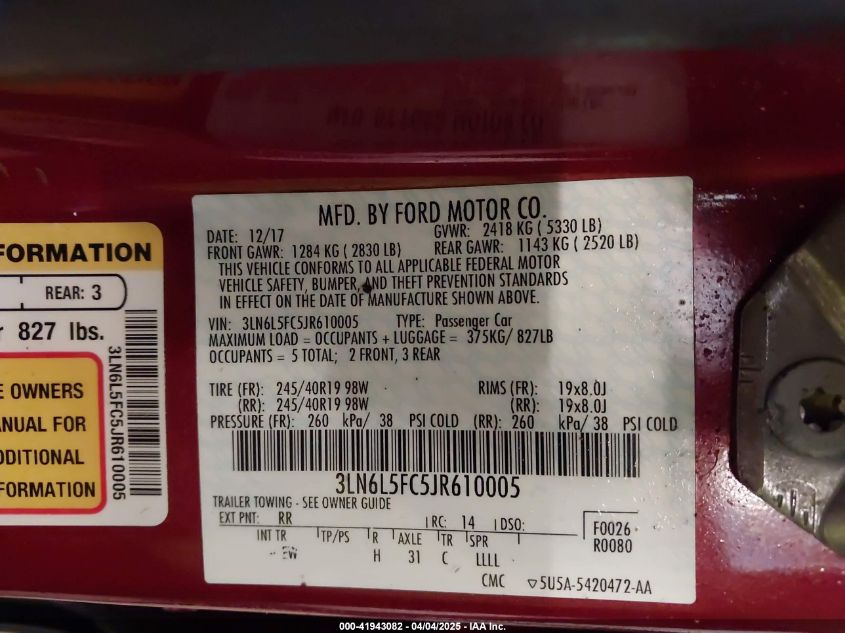 FORMATION
REAR: 3
827 lbs.
E OWNERS
ANUAL FOR
DDITIONAL
FORMATION
3LN6L5FC5JR610005
MFD. BY FORD MOTOR CO.
DATE: 12/17 GVWR: 2418 KG ( 5330 LB)
FRONT GAWR: 1284 KG ( 2830 LB) REAR GAWR: 1143 KG ( 2520 LB)
THIS VEHICLE CONFORMS TO ALL APPLICABLE FEDERAL MOTOR
VEHICLE SAFETY, BUMPER, AND THEFT PREVENTION STANDARDS
IN EFFECT ON THE DATE OF MANUFACTURE SHOWN ABOVE.
VIN: 3LN6L5FC5JR610005 TYPE: Passenger Car
MAXIMUM LOAD = OCCUPANTS + LUGGAGE = 375KG/ 827LB
OCCUPANTS = 5 TOTAL; 2 FRONT, 3 REAR
TIRE (FR): 245/40R19 98W RIMS (FR): 19x8.0J
(RR): 245/40R19 98W (RR): 19x8.0J
PRESSURE (FR): 260 kPa/ 38 PSI COLD (RR): 260 kPa/ 38 PSI COLD
3LN6L5FC5JR610005
TRAILER TOWING - SEE OWNER GUIDE
EXT PNT: RR RC: 14 DSO: F0026
INT TR TP/PS R AXLE TR SPR R0080
EW H 31 C LLLL
CMC ▽5U5A-5420472-AA
000-41943082 - 04/04/2025 - IAA Inc.